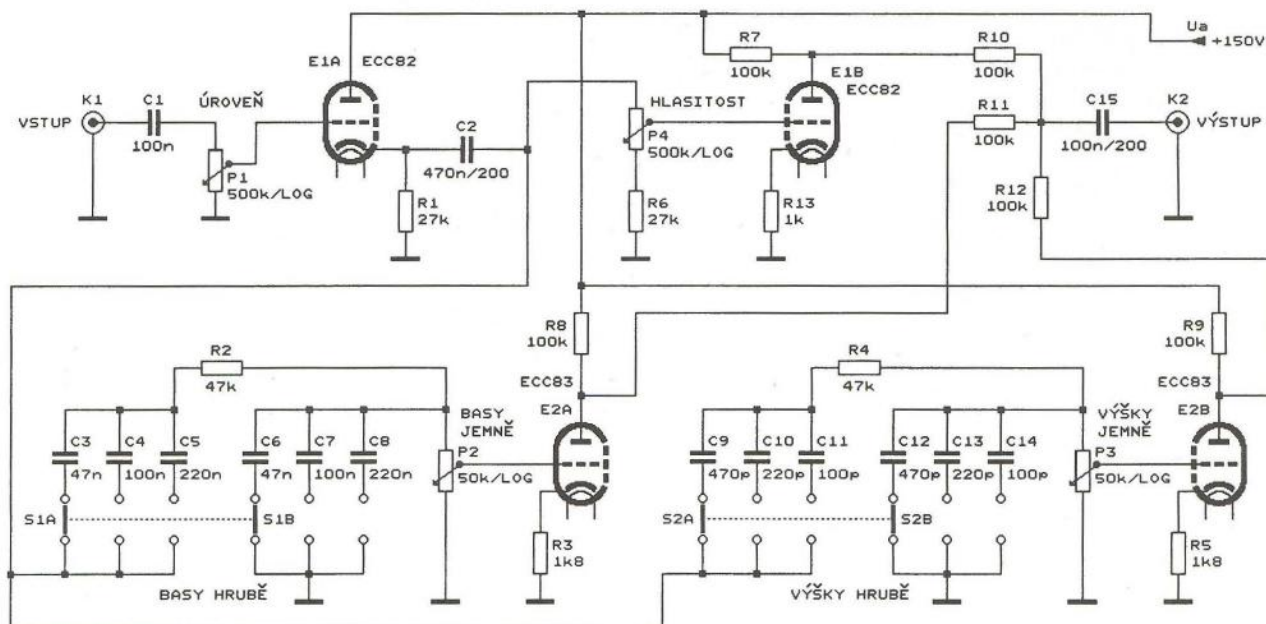 Ua
+150V
R7
100k
R10
100k
E1A
ECC82
E1B
ECC82
K1
VSTUP
C1
100n
ÚROVEŇ
P1
500k/LOG
C2
470n/200
HLASITOST
P4
500k/LOG
R11
100k
C15
100n/200
K2
VÝSTUP
R1
27k
R6
27k
R13
1k
R12
100k
R8
100k
R9
100k
R2
47k
R4
47k
ECC83
E2A
ECC83
E2B
C3
47n
C4
100n
C5
220n
C6
47n
C7
100n
C8
220n
BASY
JEMNĚ
P2
50k/LOG
C9
470p
C10
220p
C11
100p
C12
470p
C13
220p
C14
100p
VÝŠKY
JEMNĚ
P3
50k/LOG
S1A
S1B
S2A
S2B
R3
1k8
R5
1k8
BASY HRUBĚ
VÝŠKY HRUBĚ